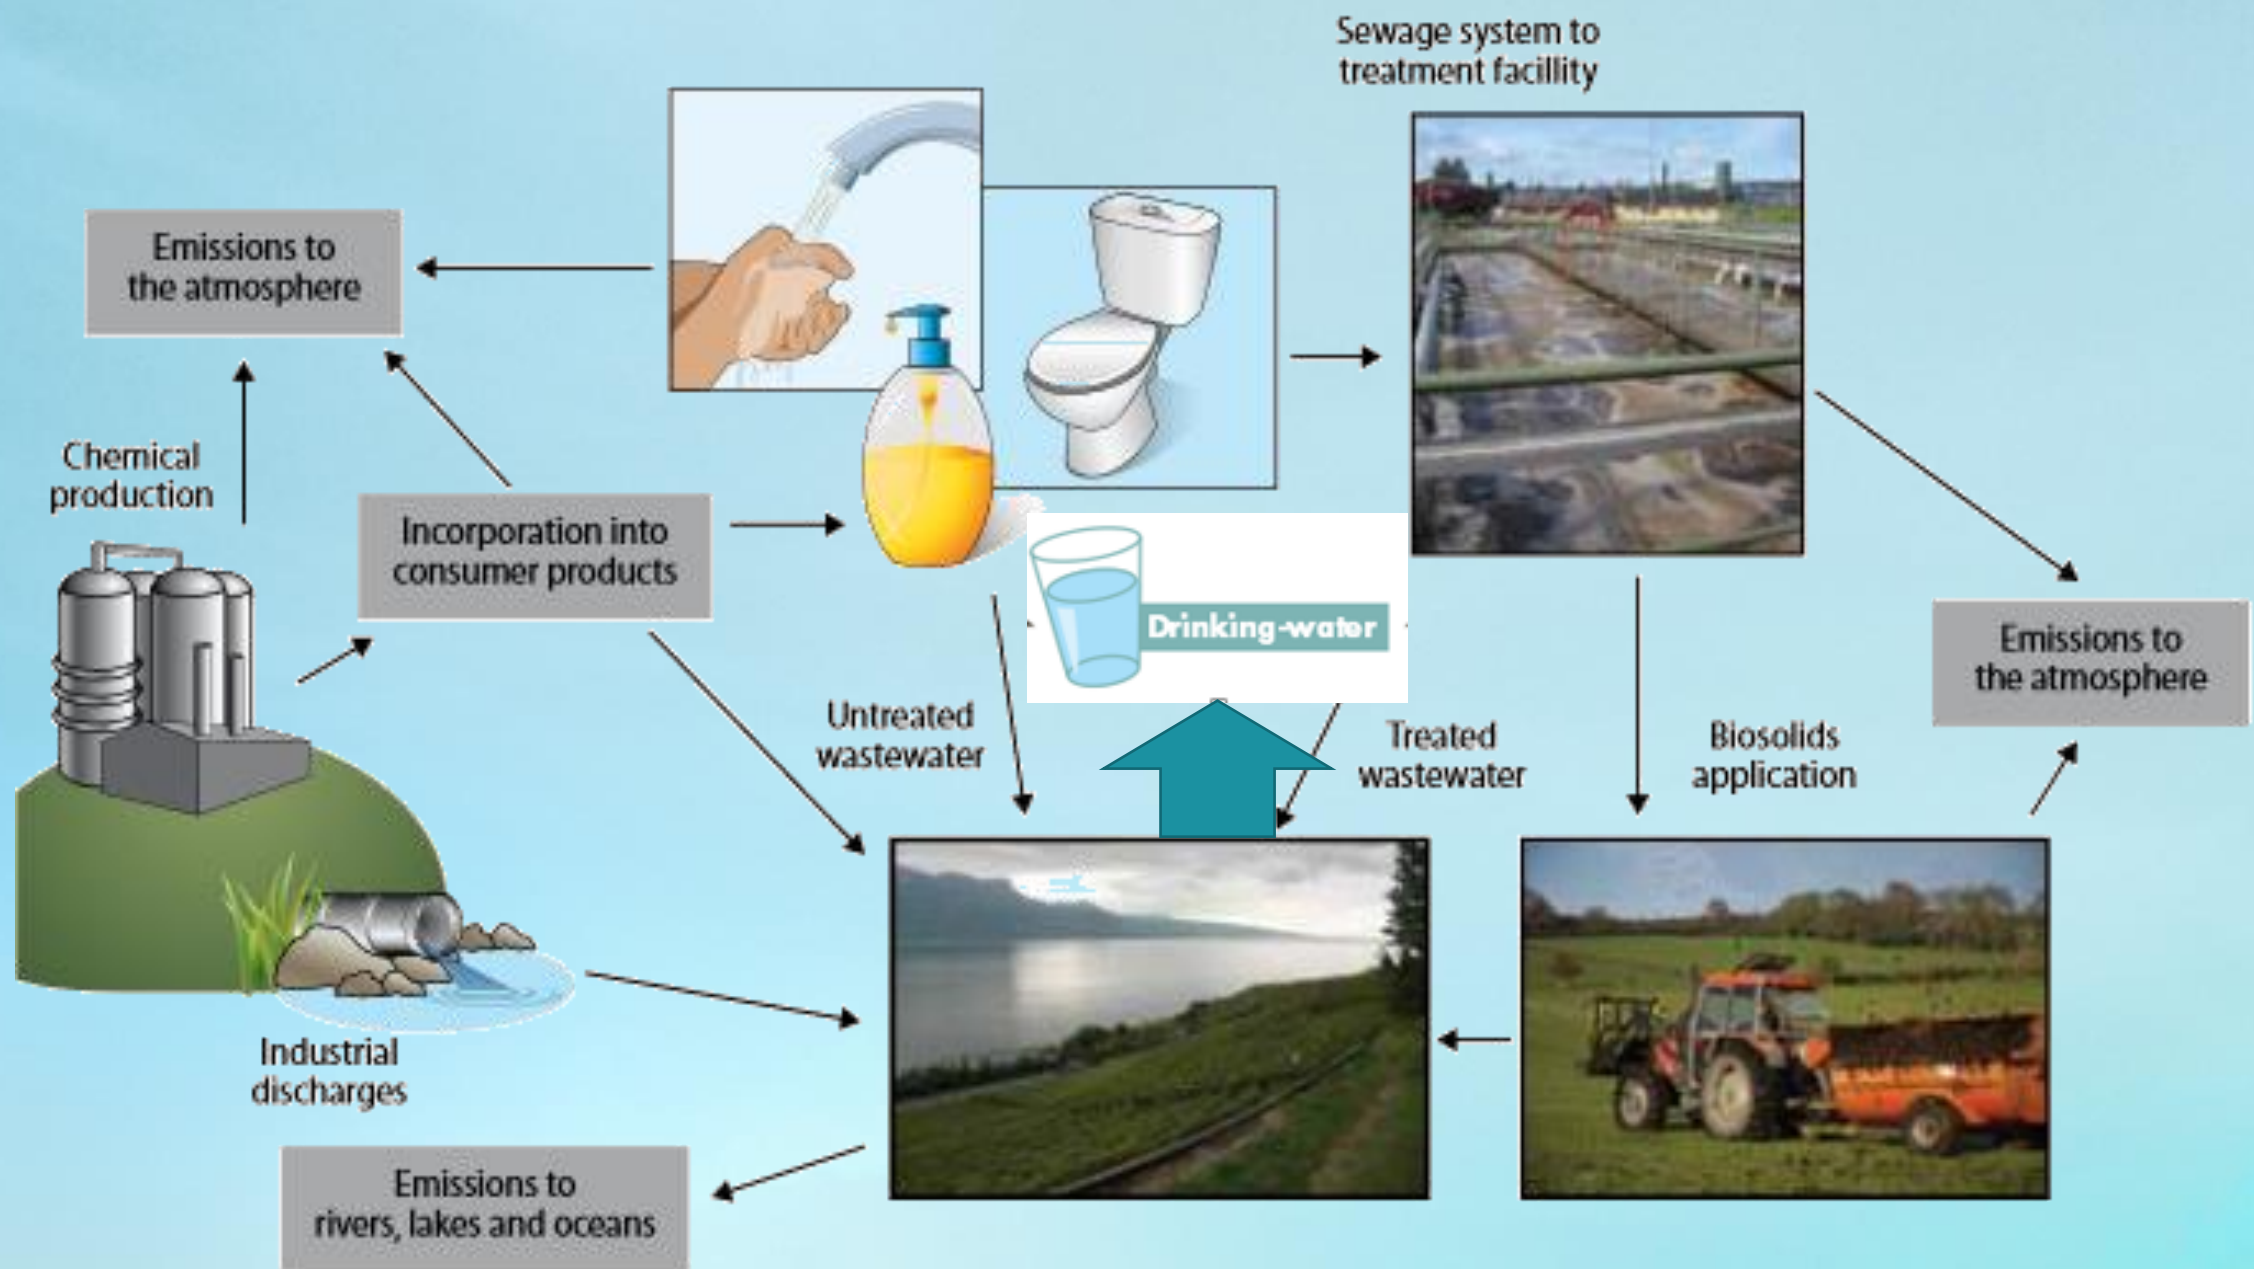 Sewage system to
treatment facillity
Emissions to
the atmosphere
Chemical
production
Incorporation into
consumer products
Drinking-water
Emissions to
the atmosphere
Untreated
wastewater
Treated
wastewater
Biosolids
application
Industrial
discharges
Emissions to
rivers, lakes and oceans